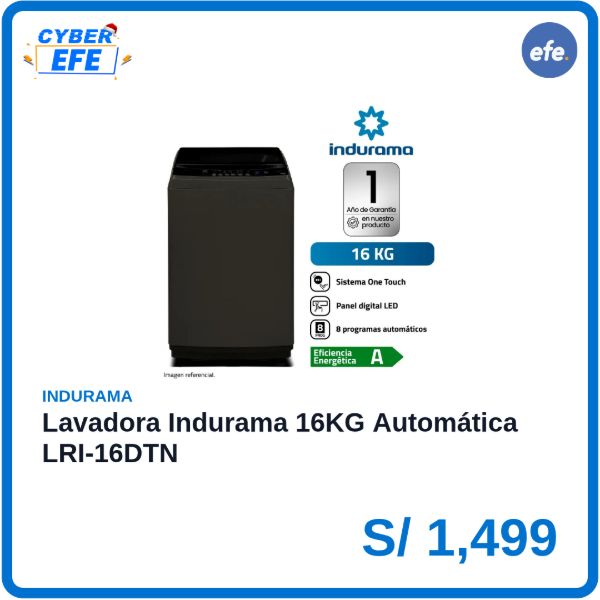 CYBER
EFE
efe.
indurama
1
Año de Garantía
en nuestro
producto
16 KG
Sistema One Touch
Panel digital LED
8
8 programas automáticos
Eficiencia
Energética
A
Imagen referencial.
INDURAMA
Lavadora Indurama 16KG Automática
LRI-16DTN
S/ 1,499